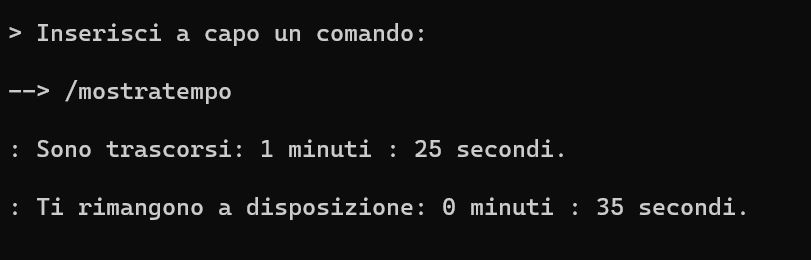 > Inserisci a capo un comando:
--> /mostratempo
: Sono trascorsi: 1 minuti : 25 secondi.
: Ti rimangono a disposizione: 0 minuti : 35 secondi.